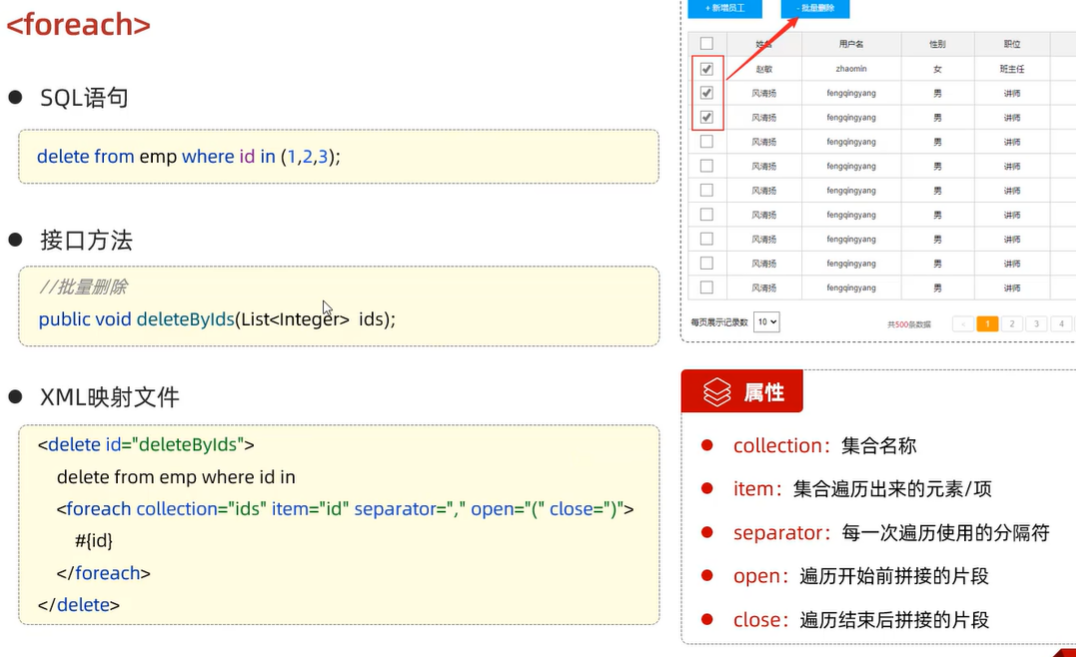 <foreach>
SQL语句
delete from emp where id in (1,2,3);
接口方法
//批量删除
public void deleteByIds(List<Integer> ids);
XML映射文件
<delete id="deleteByIds">
delete from emp where id in
<foreach collection="ids" item="id" separator="," open="(" close=")">
#{id}
</foreach>
</delete>
+ 新增员工 - 批量删除
姓名 用户名 性别 职位
赵敏 zhaomin 女 班主任
风清扬 fengqingyang 男 讲师
风清扬 fengqingyang 男 讲师
风清扬 fengqingyang 男 讲师
风清扬 fengqingyang 男 讲师
风清扬 fengqingyang 男 讲师
风清扬 fengqingyang 男 讲师
风清扬 fengqingyang 男 讲师
风清扬 fengqingyang 男 讲师
风清扬 fengqingyang 男 讲师
每页展示记录数 10 共500条数据 < 1 2 3 4
属性
collection：集合名称
item：集合遍历出来的元素/项
separator：每一次遍历使用的分隔符
open：遍历开始前拼接的片段
close：遍历结束后拼接的片段